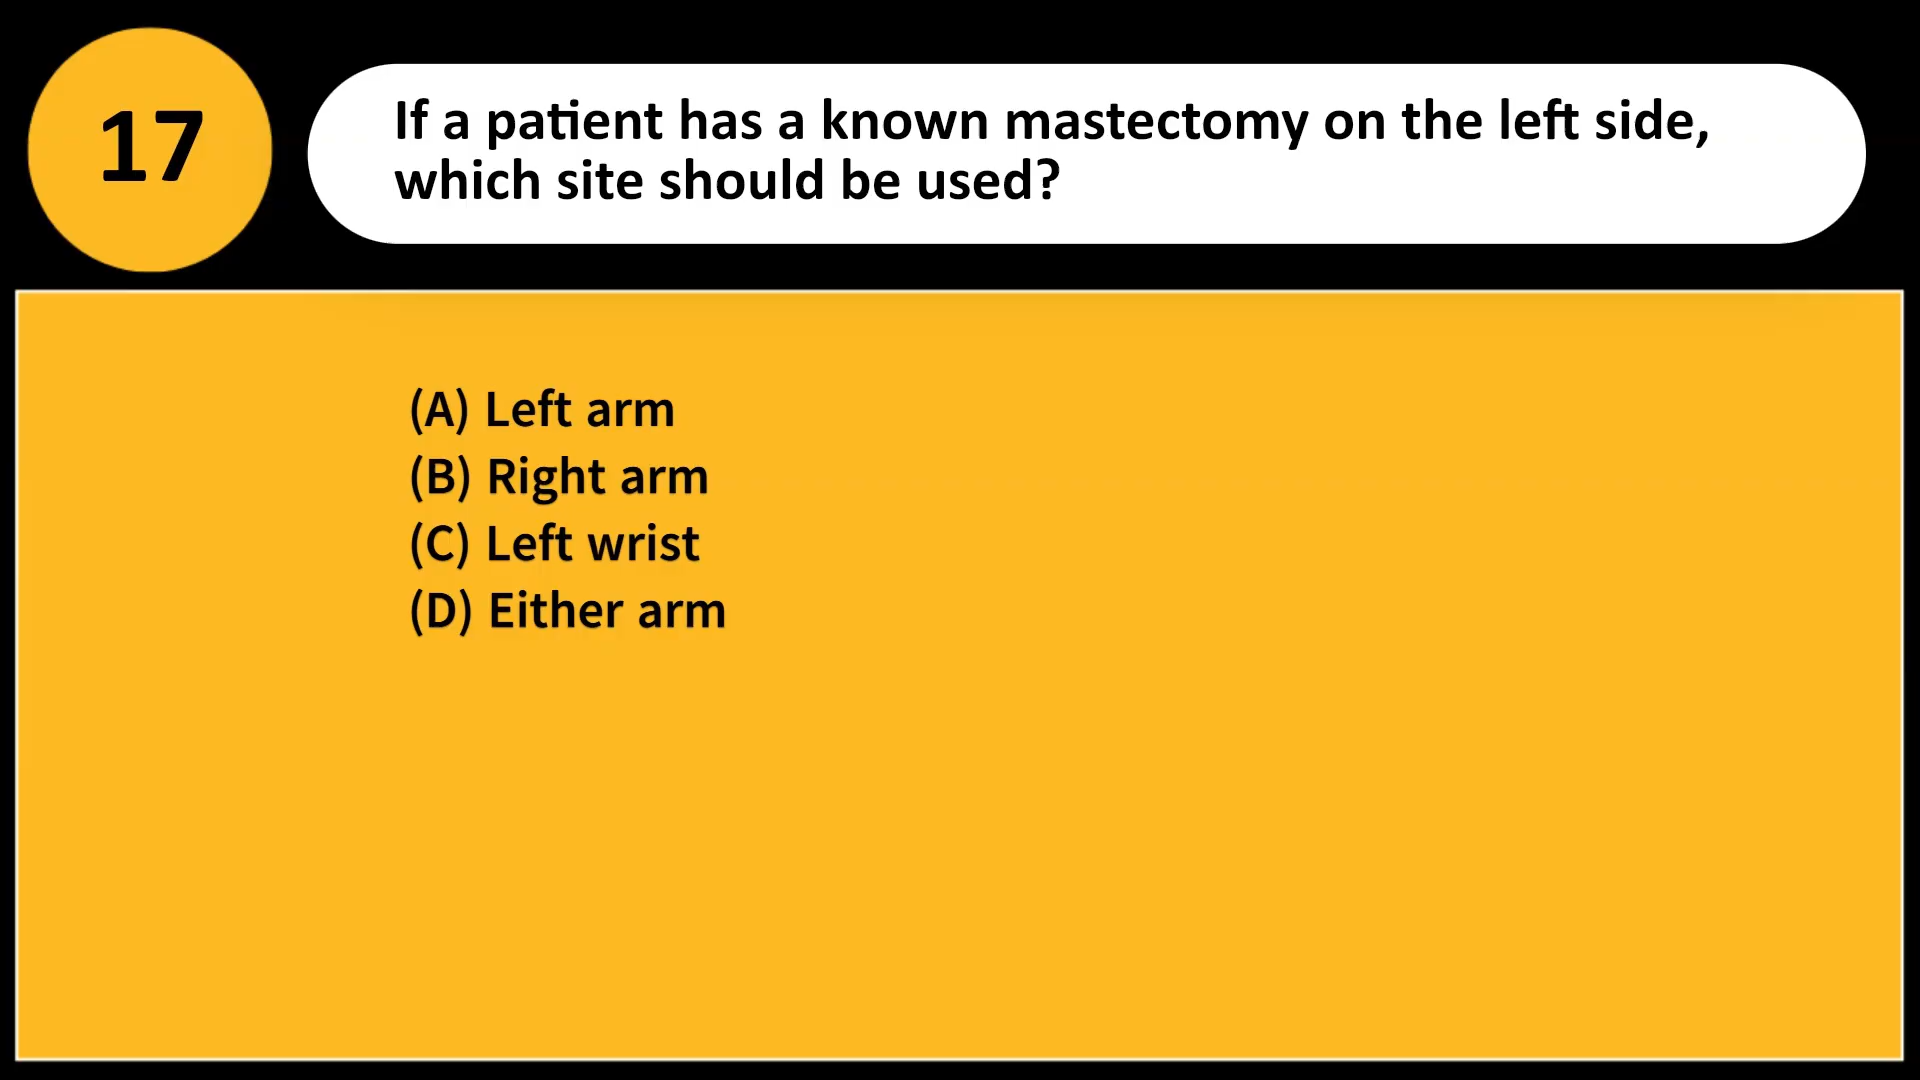 17
If a patient has a known mastectomy on the left side,
which site should be used?
(A) Left arm
(B) Right arm
(C) Left wrist
(D) Either arm